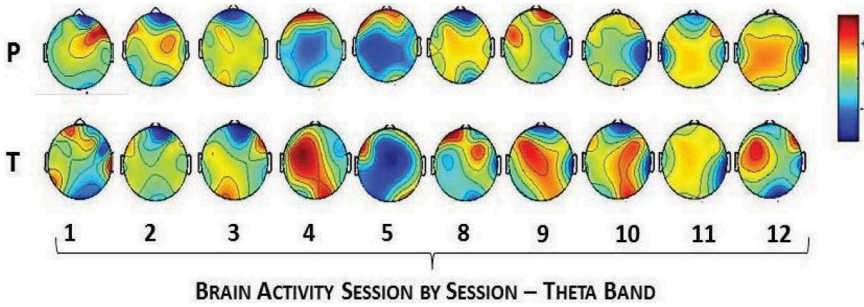 P
T
1 2 3 4 5 8 9 10 11 12
BRAIN ACTIVITY SESSION BY SESSION – THETA BAND